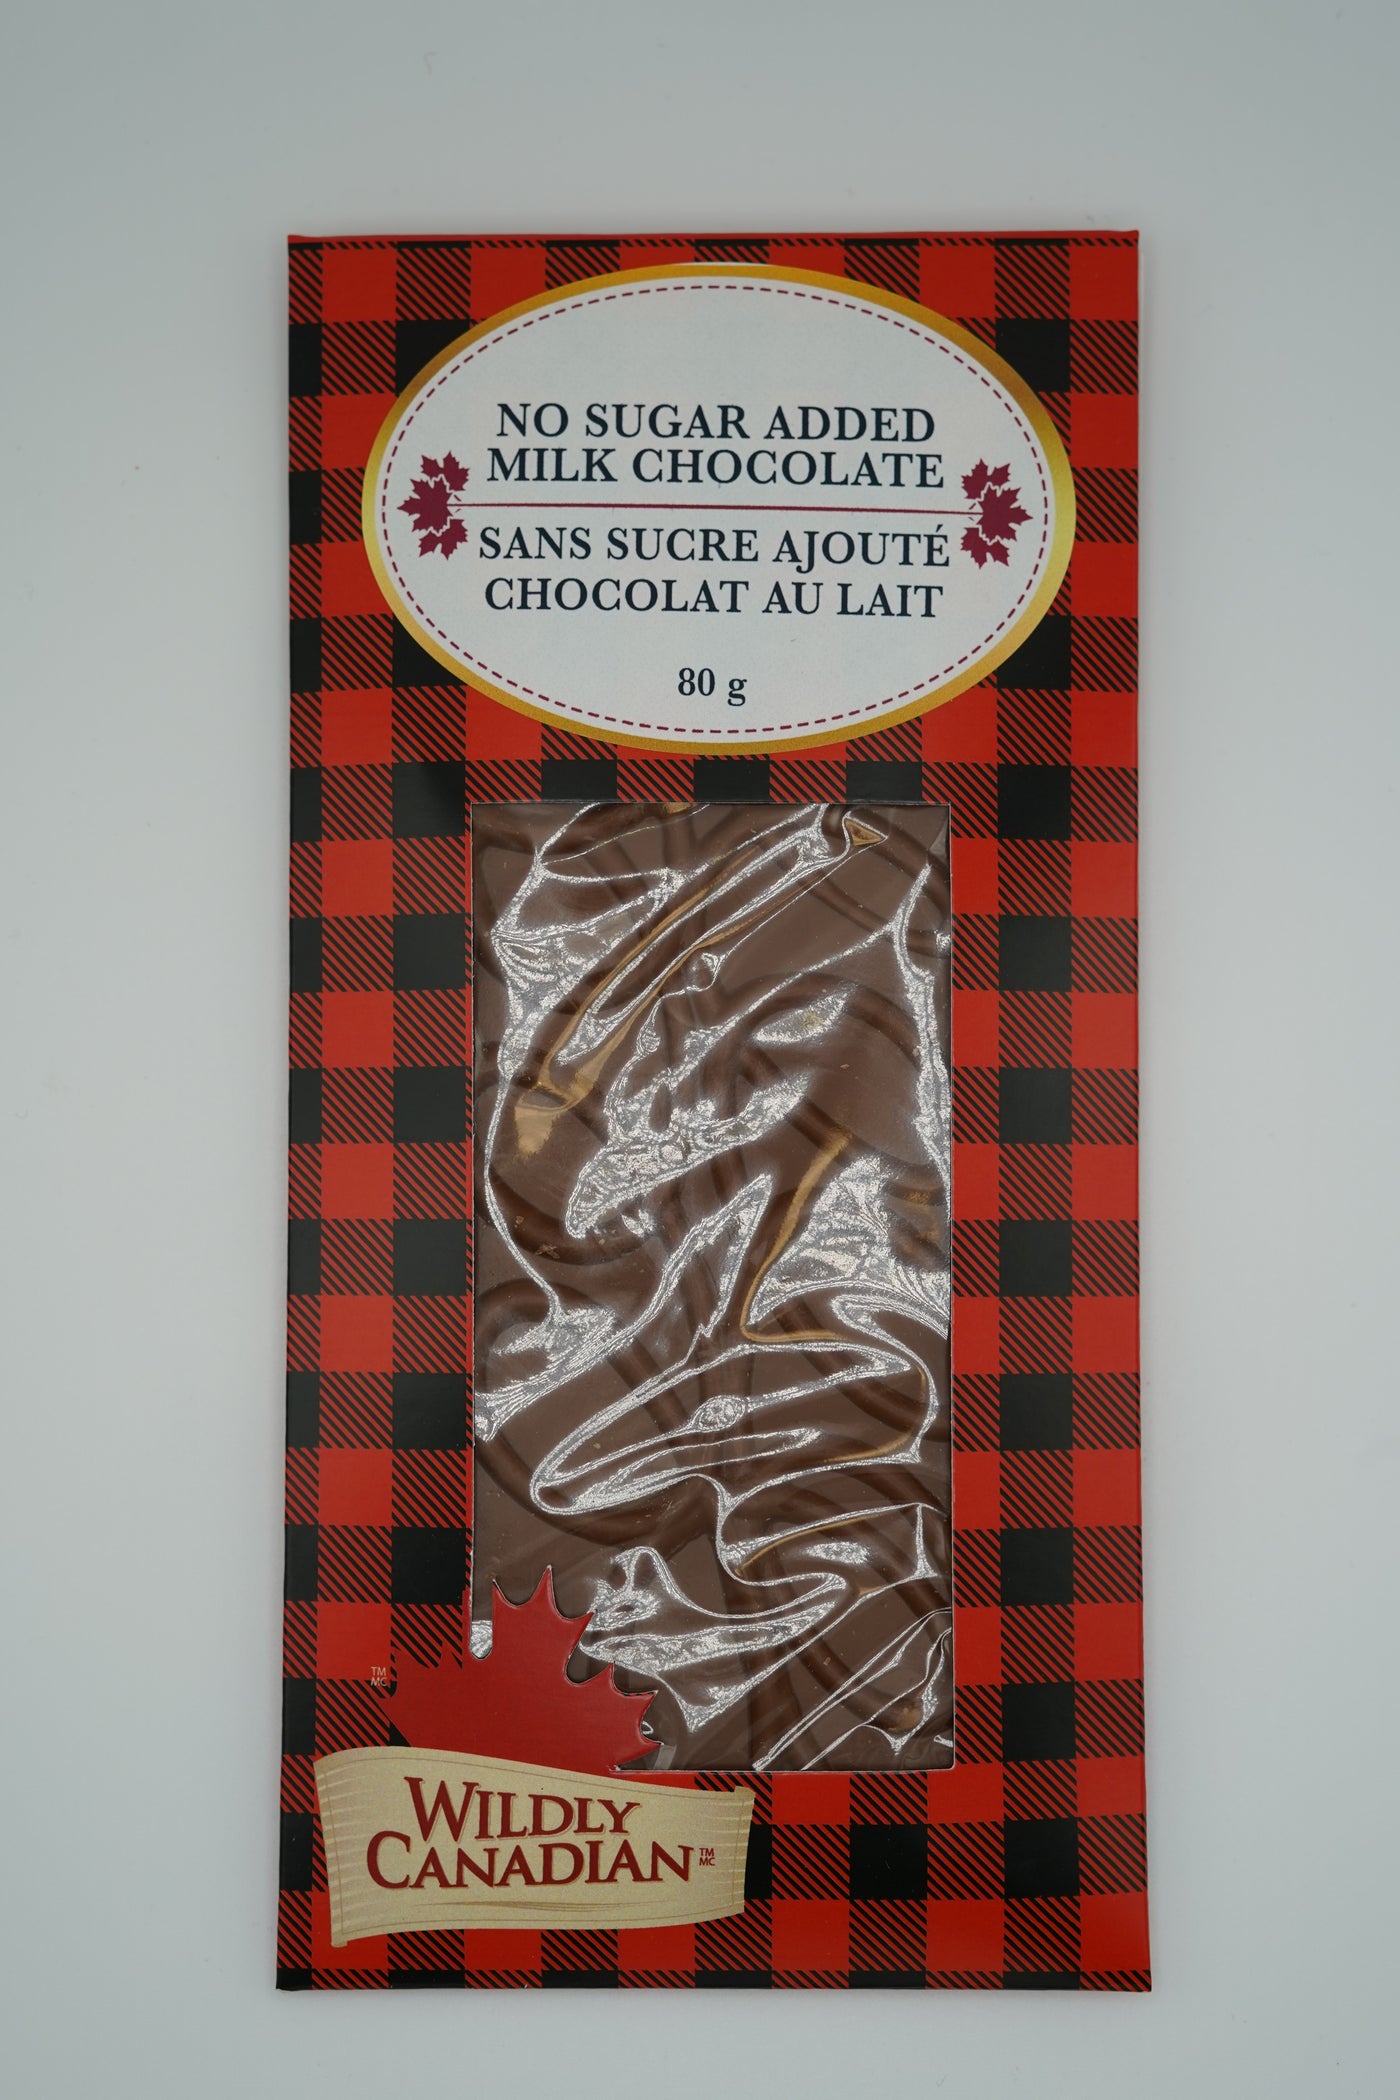 NO SUGAR ADDED
MILK CHOCOLATE
SANS SUCRE AJOUTÉ
CHOCOLAT AU LAIT
80 g
TM
MC
WILDLY
CANADIAN TM
MC